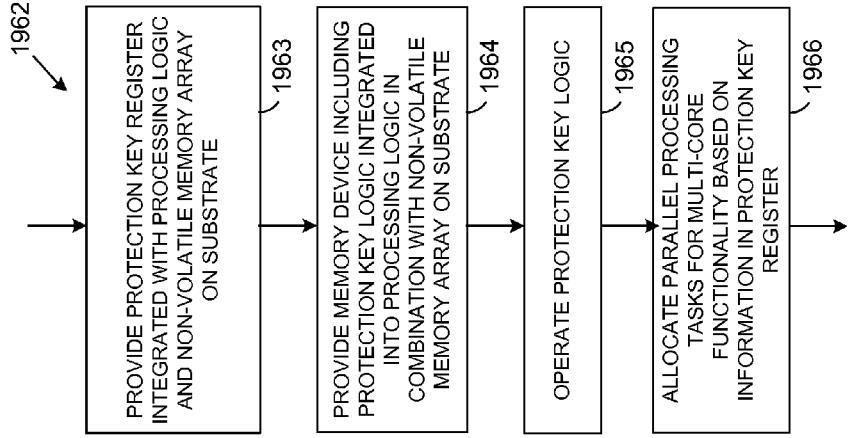 1962
PROVIDE PROTECTION KEY REGISTER
INTEGRATED WITH PROCESSING LOGIC
AND NON-VOLATILE MEMORY ARRAY
ON SUBSTRATE
1963
PROVIDE MEMORY DEVICE INCLUDING
PROTECTION KEY LOGIC INTEGRATED
INTO PROCESSING LOGIC IN
COMBINATION WITH NON-VOLATILE
MEMORY ARRAY ON SUBSTRATE
1964
OPERATE PROTECTION KEY LOGIC
1965
ALLOCATE PARALLEL PROCESSING
TASKS FOR MULTI-CORE
FUNCTIONALITY BASED ON
INFORMATION IN PROTECTION KEY
REGISTER
1966